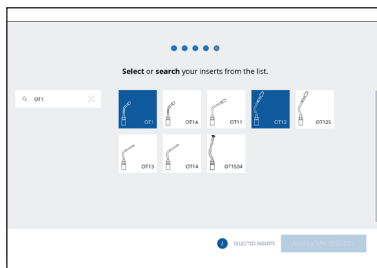 Select or search your inserts from the list.
OT1
OT1 OT1A OT11 OT12 OT12S
OT13 OT14 OT15D4
2 SELECTED INSERTS